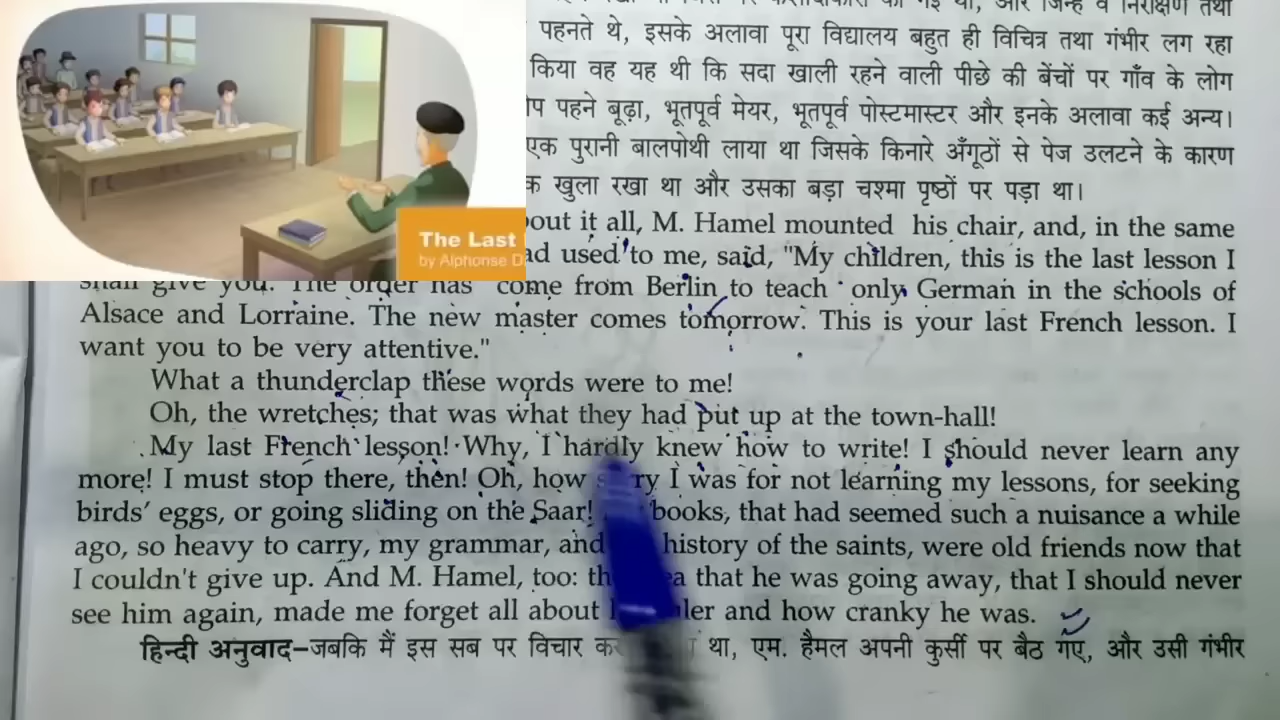 पहनते थे, इसके अलावा पूरा विद्यालय बहुत ही विचित्र तथा गंभीर लग रहा
किया वह यह थी कि सदा खाली रहने वाली पीछे की बेंचों पर गाँव के लोग
पहने बूढ़ा, भूतपूर्व मेयर, भूतपूर्व पोस्टमास्टर और इनके अलावा कई अन्य।
एक पुरानी बालपोथी लाया था जिसके किनारे अँगूठों से पेज उलटने के कारण
खुला रखा था और उसका बड़ा चश्मा पृष्ठों पर पड़ा था।
The Last
by Alphonse D
it all, M. Hamel mounted his chair, and, in the same
used to me, said, "My children, this is the last lesson I
shall give you. The order has come from Berlin to teach only German in the schools of
Alsace and Lorraine. The new master comes tomorrow. This is your last French lesson. I
want you to be very attentive."
What a thunderclap these words were to me!
Oh, the wretches; that was what they had put up at the town-hall!
My last French lesson! Why, I hardly knew how to write! I should never learn any
more! I must stop there, then! Oh, how I was for not learning my lessons, for seeking
birds' eggs, or going sliding on the Saar! books, that had seemed such a nuisance a while
ago, so heavy to carry, my grammar, and history of the saints, were old friends now that
I couldn't give up. And M. Hamel, too: that he was going away, that I should never
see him again, made me forget all about and how cranky he was.
हिन्दी अनुवाद–जबकि मैं इस सब पर विचार था, एम. हैमल अपनी कुर्सी पर बैठ गए, और उसी गंभीर